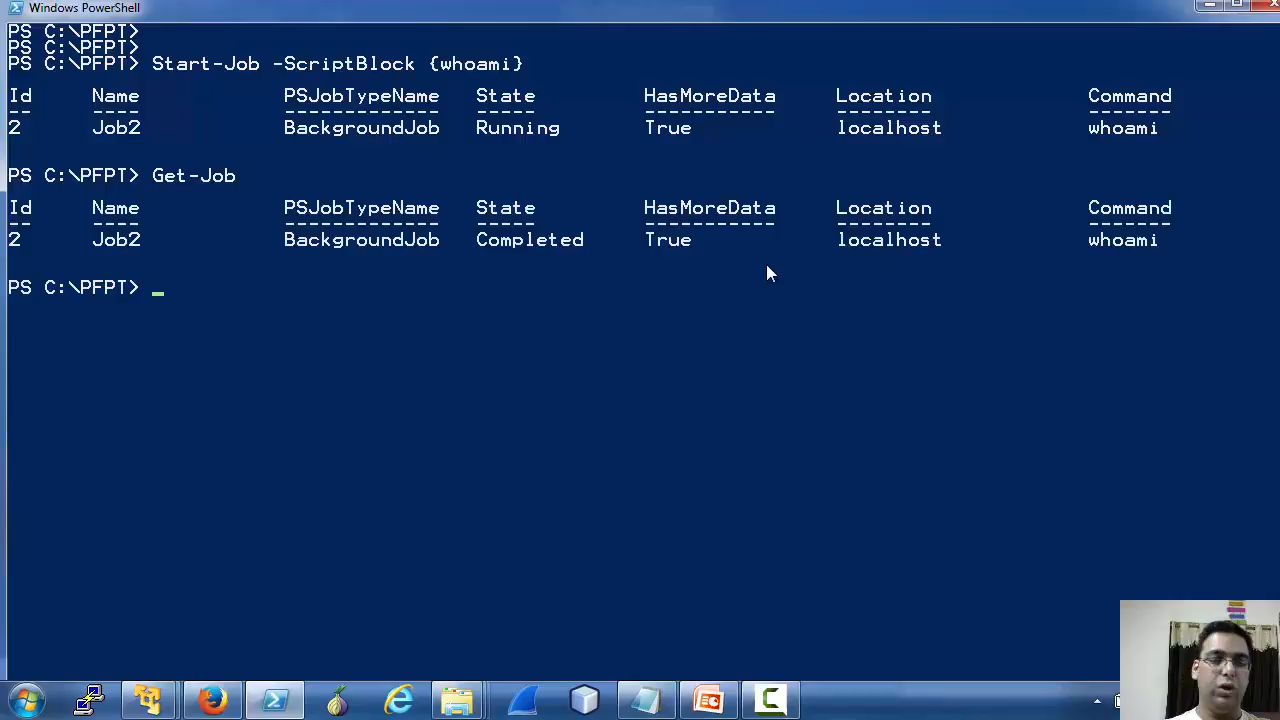 Windows PowerShell
PS C:\PFPT>
PS C:\PFPT>
PS C:\PFPT> Start-Job -ScriptBlock {whoami}
Id Name PSJobTypeName State HasMoreData Location Command
-- ---- ------------- ----- ----------- -------- -------
2 Job2 BackgroundJob Running True localhost whoami
PS C:\PFPT> Get-Job
Id Name PSJobTypeName State HasMoreData Location Command
-- ---- ------------- ----- ----------- -------- -------
2 Job2 BackgroundJob Completed True localhost whoami
PS C:\PFPT> _